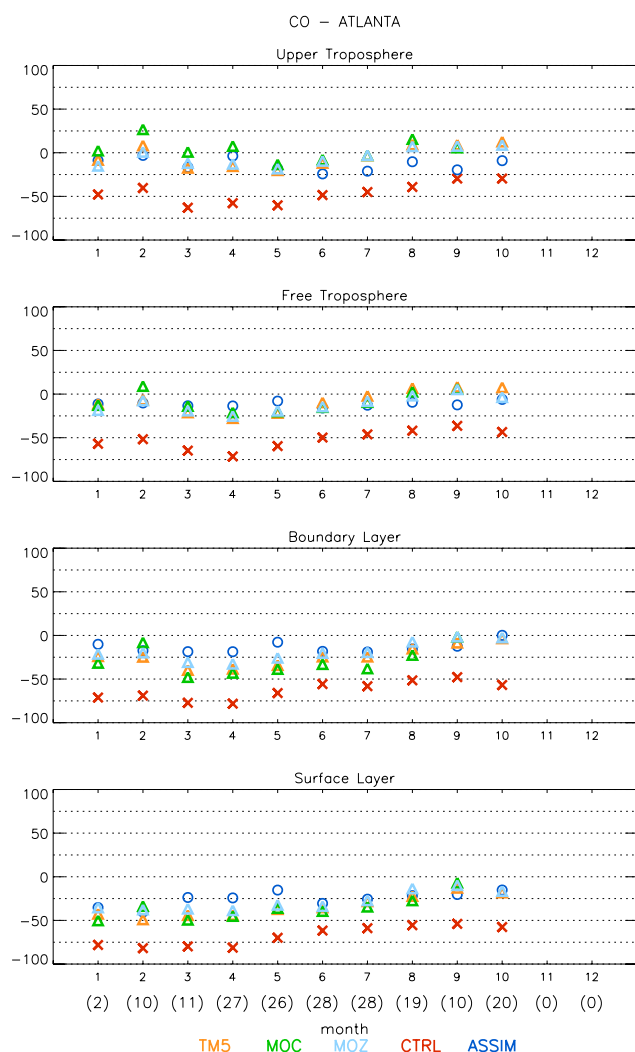 CO – ATLANTA
Upper Troposphere
100
50
0
−50
−100
1 2 3 4 5 6 7 8 9 10 11 12
Free Troposphere
100
50
0
−50
−100
1 2 3 4 5 6 7 8 9 10 11 12
Boundary Layer
100
50
0
−50
−100
1 2 3 4 5 6 7 8 9 10 11 12
Surface Layer
100
50
0
−50
−100
1 2 3 4 5 6 7 8 9 10 11 12
(2) (10) (11) (27) (26) (28) (28) (19) (10) (20) (0) (0)
month
TM5 MOC MOZ CTRL ASSIM